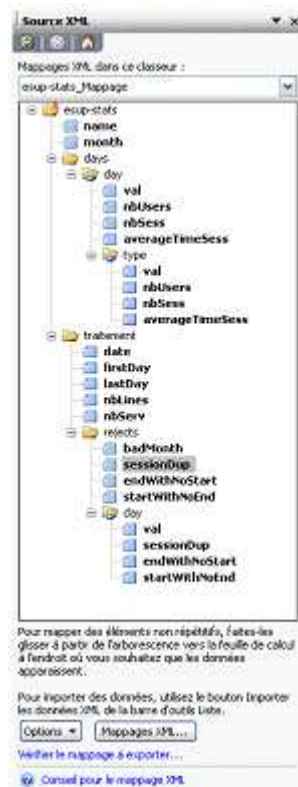 Source XML
Mappages XML dans ce classeur :
esup-stats_Mappage
esup-stats
name
month
days
day
val
nbUsers
nbSess
averageTimeSess
type
val
nbUsers
nbSess
averageTimeSess
traitement
date
firstDay
lastDay
nbLines
nbServ
rejects
badMonth
sessionDup
endWithNoStart
startWithNoEnd
day
val
sessionDup
endWithNoStart
startWithNoEnd
Pour mapper des éléments non répétitifs, faites-les
glisser à partir de l'arborescence vers la feuille de calcul
à l'endroit où vous souhaitez que les données
apparaissent.
Pour importer des données, utilisez le bouton Importer
les données XML de la barre d'outils Liste.
Options
Mappages XML...
Vérifier le mappage à exporter...
Conseil pour le mappage XML